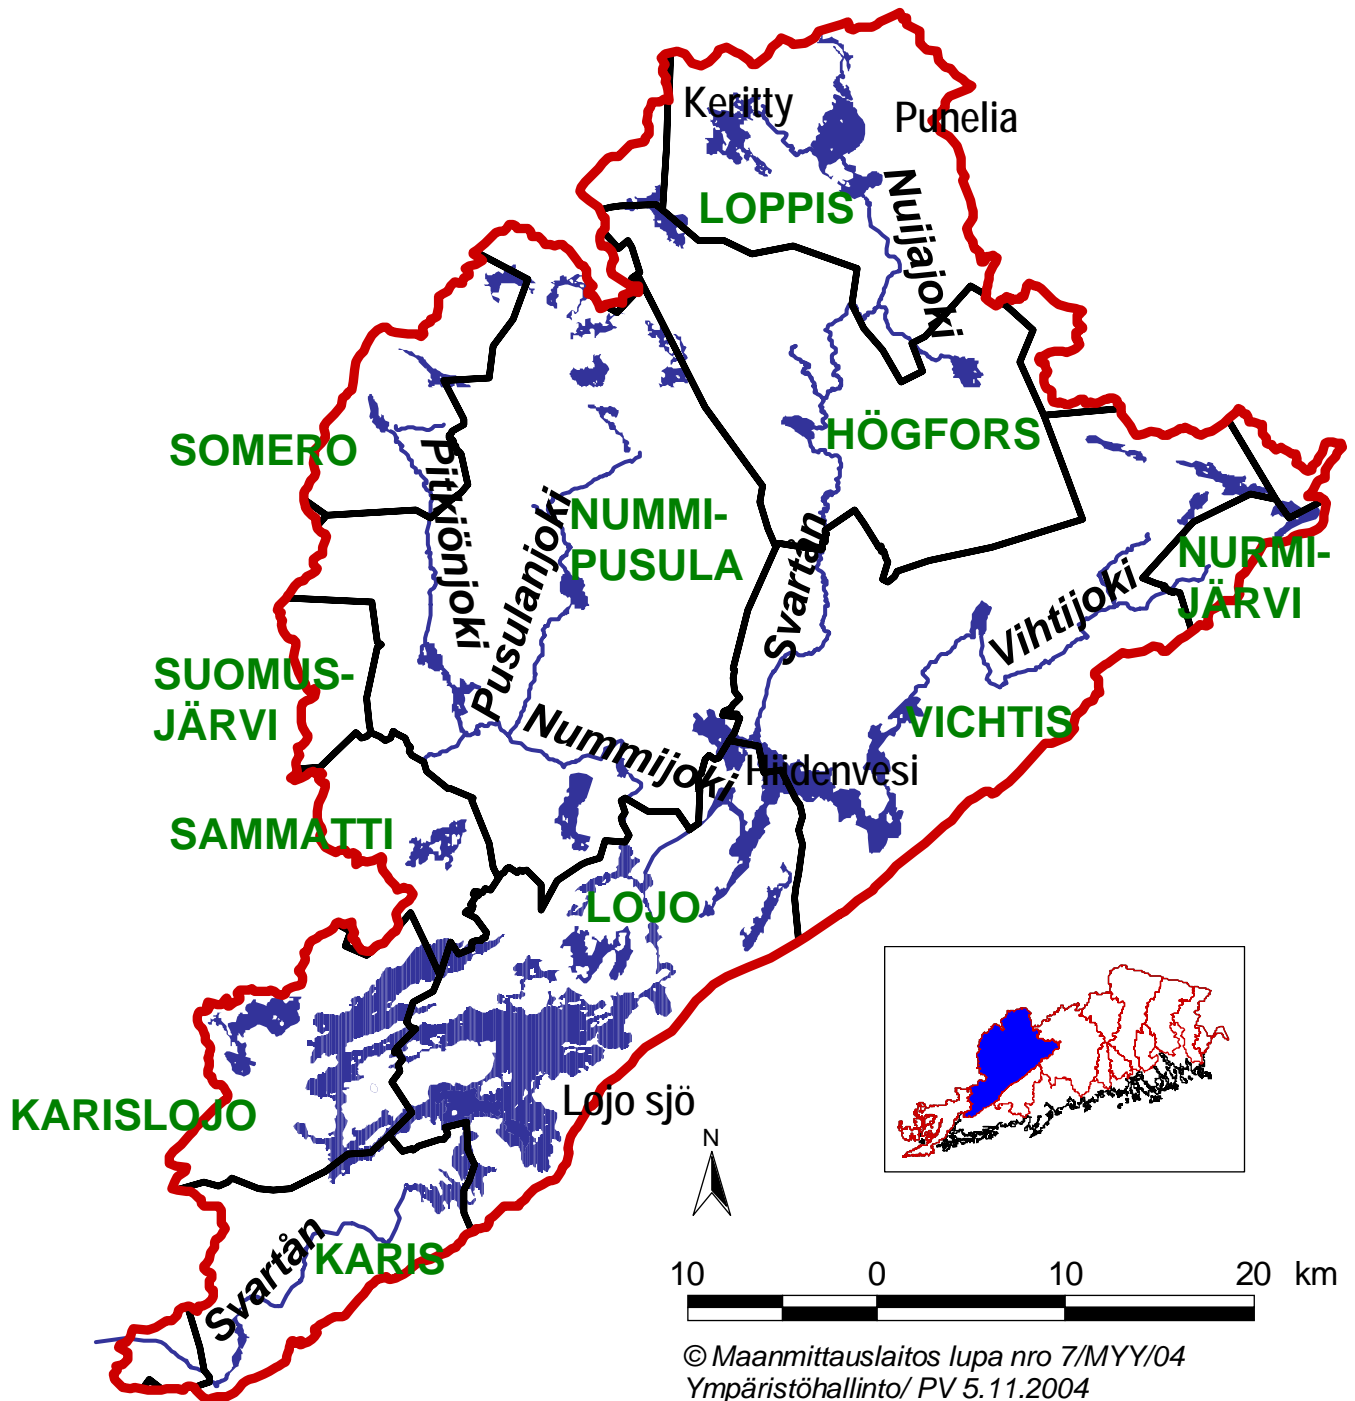 Keritty
Punelia
LOPPIS
Nuijajoki
SOMERO
HÖGFORS
Pitkiönjoki
Pusulanjoki
NUMMI-
PUSULA
Svartån
Vihtijoki
NURMI-
JÄRVI
SUOMUS-
JÄRVI
VICHTIS
Nummijoki
Hiidenvesi
SAMMATTI
LOJO
KARISLOJO
Lojo sjö
N
Svartån
KARIS
10 0 10 20 km
© Maanmittauslaitos lupa nro 7/MYY/04
Ympäristöhallinto/ PV 5.11.2004